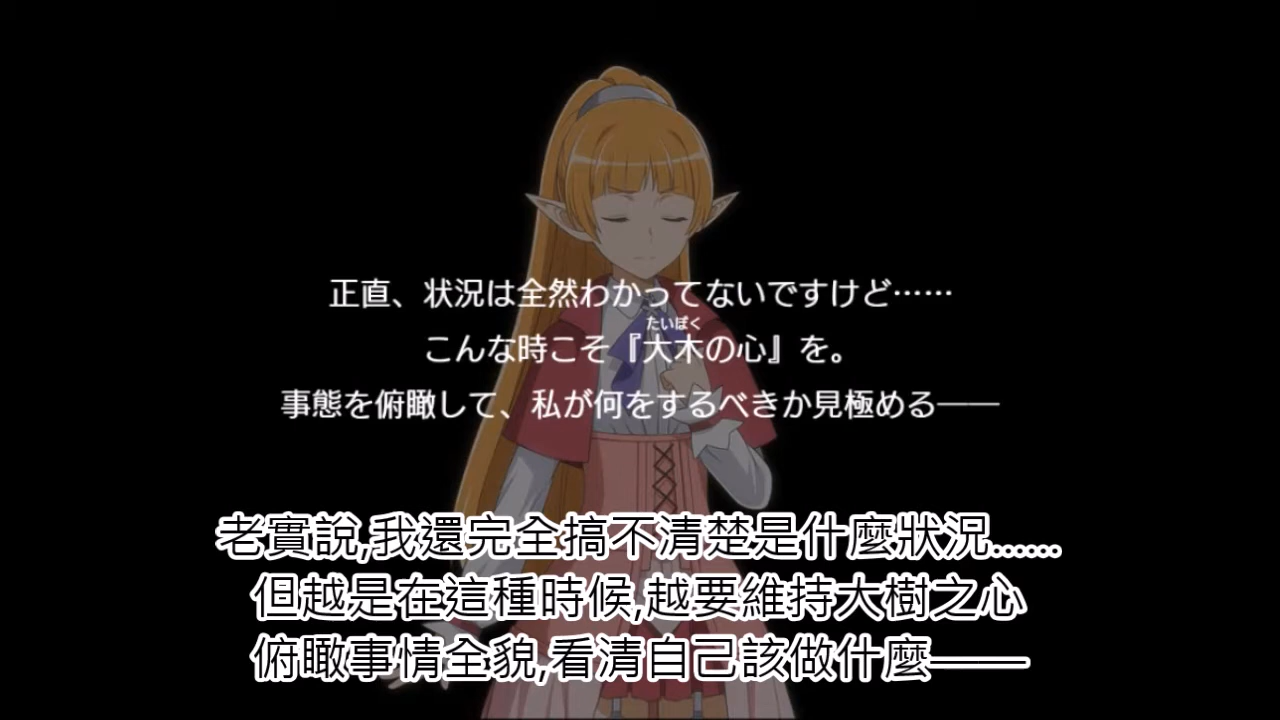 正直、状況は全然わかってないですけど……
たいぼく
こんな時こそ『大木の心』を。
事態を俯瞰して、私が何をするべきか見極める――
老實說,我還完全搞不清楚是什麼狀況......
但越是在這種時候,越要維持大樹之心
俯瞰事情全貌,看清自己該做什麼——